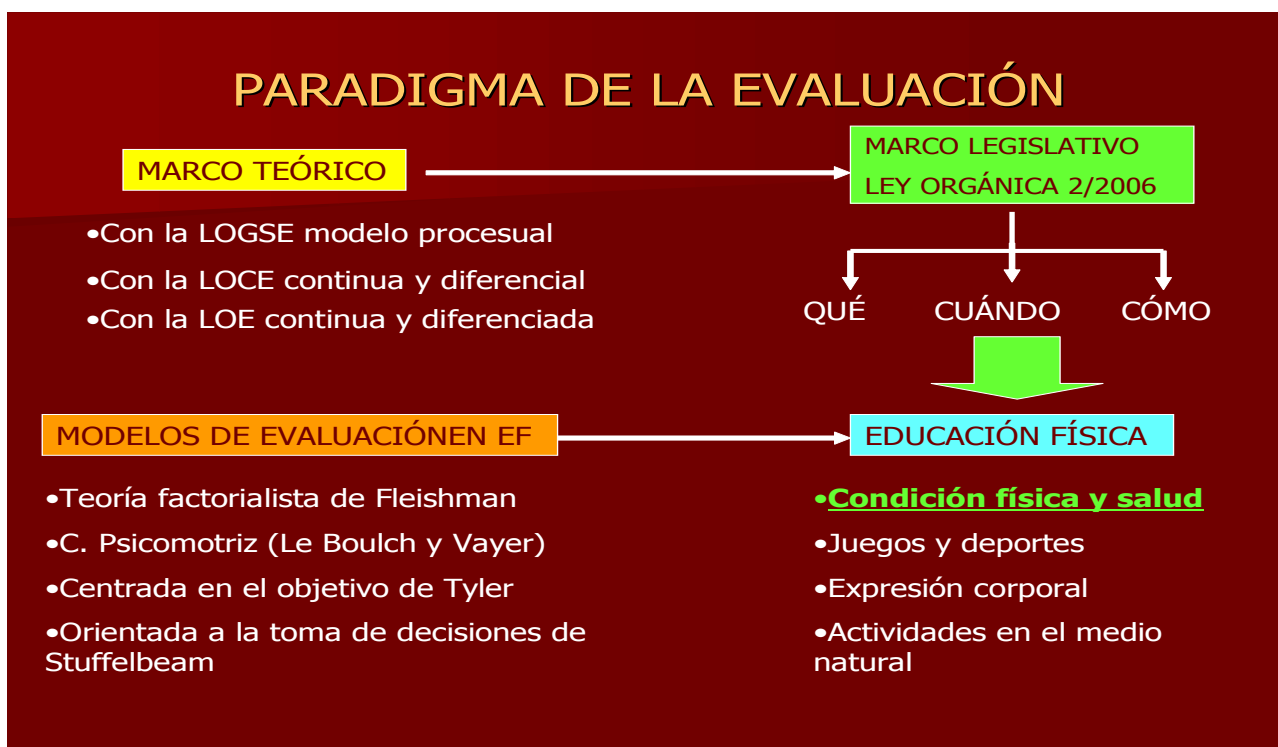 PARADIGMA DE LA EVALUACIÓN
MARCO TEÓRICO
MARCO LEGISLATIVO
LEY ORGÁNICA 2/2006
•Con la LOGSE modelo procesual
•Con la LOCE continua y diferencial
•Con la LOE continua y diferenciada
QUÉ
CUÁNDO
CÓMO
MODELOS DE EVALUACIÓNEN EF
•Teoría factorialista de Fleishman
•C. Psicomotriz (Le Boulch y Vayer)
•Centrada en el objetivo de Tyler
•Orientada a la toma de decisiones de
Stuffelbeam
EDUCACIÓN FÍSICA
•Condición física y salud
•Juegos y deportes
•Expresión corporal
•Actividades en el medio
natural